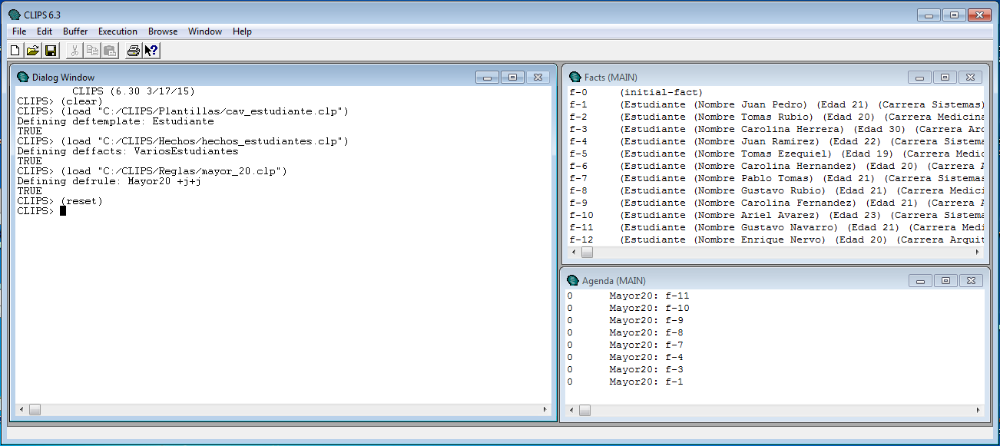 CLIPS 6.3
File Edit Buffer Execution Browse Window Help
Dialog Window
CLIPS (6.30 3/17/15)
CLIPS> (clear)
CLIPS> (load "C:/CLIPS/Plantillas/cav_estudiante.clp")
Defining deftemplate: Estudiante
TRUE
CLIPS> (load "C:/CLIPS/Hechos/hechos_estudiantes.clp")
Defining deffacts: VariosEstudiantes
TRUE
CLIPS> (load "C:/CLIPS/Reglas/mayor_20.clp")
Defining defrule: Mayor20 +j+j
TRUE
CLIPS> (reset)
CLIPS>
Facts (MAIN)
f-0 (initial-fact)
f-1 (Estudiante (Nombre Juan Pedro) (Edad 21) (Carrera Sistemas)
f-2 (Estudiante (Nombre Tomas Rubio) (Edad 20) (Carrera Medicina
f-3 (Estudiante (Nombre Carolina Herrera) (Edad 30) (Carrera Arc
f-4 (Estudiante (Nombre Juan Ramirez) (Edad 22) (Carrera Sistema
f-5 (Estudiante (Nombre Tomas Ezequiel) (Edad 19) (Carrera Medic
f-6 (Estudiante (Nombre Carolina Hernandez) (Edad 20) (Carrera A
f-7 (Estudiante (Nombre Pablo Tomas) (Edad 21) (Carrera Sistemas
f-8 (Estudiante (Nombre Gustavo Rubio) (Edad 21) (Carrera Medici
f-9 (Estudiante (Nombre Carolina Fernandez) (Edad 21) (Carrera A
f-10 (Estudiante (Nombre Ariel Avarez) (Edad 23) (Carrera Sistema
f-11 (Estudiante (Nombre Gustavo Navarro) (Edad 21) (Carrera Medi
f-12 (Estudiante (Nombre Enrique Nervo) (Edad 20) (Carrera Arquit
Agenda (MAIN)
0 Mayor20: f-11
0 Mayor20: f-10
0 Mayor20: f-9
0 Mayor20: f-8
0 Mayor20: f-7
0 Mayor20: f-4
0 Mayor20: f-3
0 Mayor20: f-1